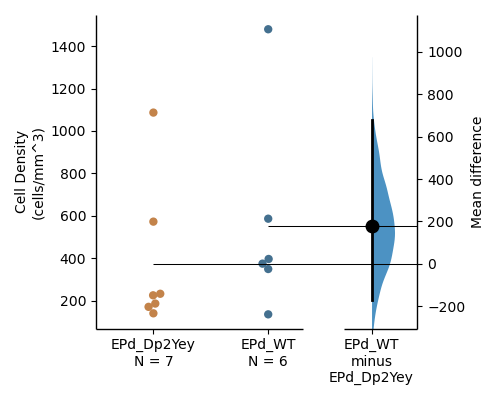 1400
1200
1000
800
600
400
200
Cell Density
(cells/mm^3)
1000
800
600
400
200
0
−200
Mean difference
EPd_Dp2Yey
N = 7
EPd_WT
N = 6
EPd_WT
minus
EPd_Dp2Yey